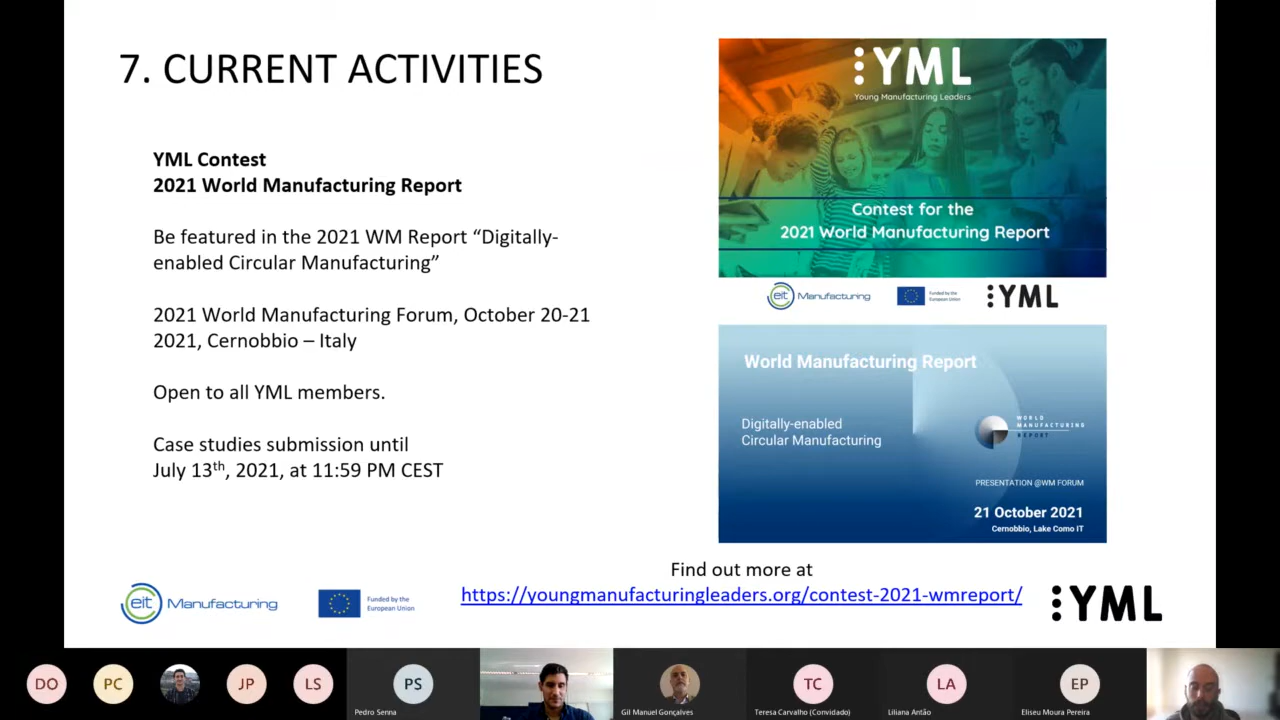 7. CURRENT ACTIVITIES
YML Contest
2021 World Manufacturing Report
Be featured in the 2021 WM Report “Digitally-
enabled Circular Manufacturing”
2021 World Manufacturing Forum, October 20-21
2021, Cernobbio – Italy
Open to all YML members.
Case studies submission until
July 13th, 2021, at 11:59 PM CEST
YML
Young Manufacturing Leaders
Contest for the
2021 World Manufacturing Report
eit Manufacturing
Funded by the
European Union
YML
World Manufacturing Report
Digitally-enabled
Circular Manufacturing
WORLD
MANUFACTURING
REPORT
PRESENTATION @WM FORUM
21 October 2021
Cernobbio, Lake Como IT
Find out more at
https://youngmanufacturingleaders.org/contest-2021-wmreport/
eit Manufacturing
Funded by the
European Union
YML
DO
PC
JP
LS
PS
Pedro Senna
Gil Manuel Gonçalves
TC
Teresa Carvalho (Convidado)
LA
Liliana Antão
EP
Eliseu Moura Pereira